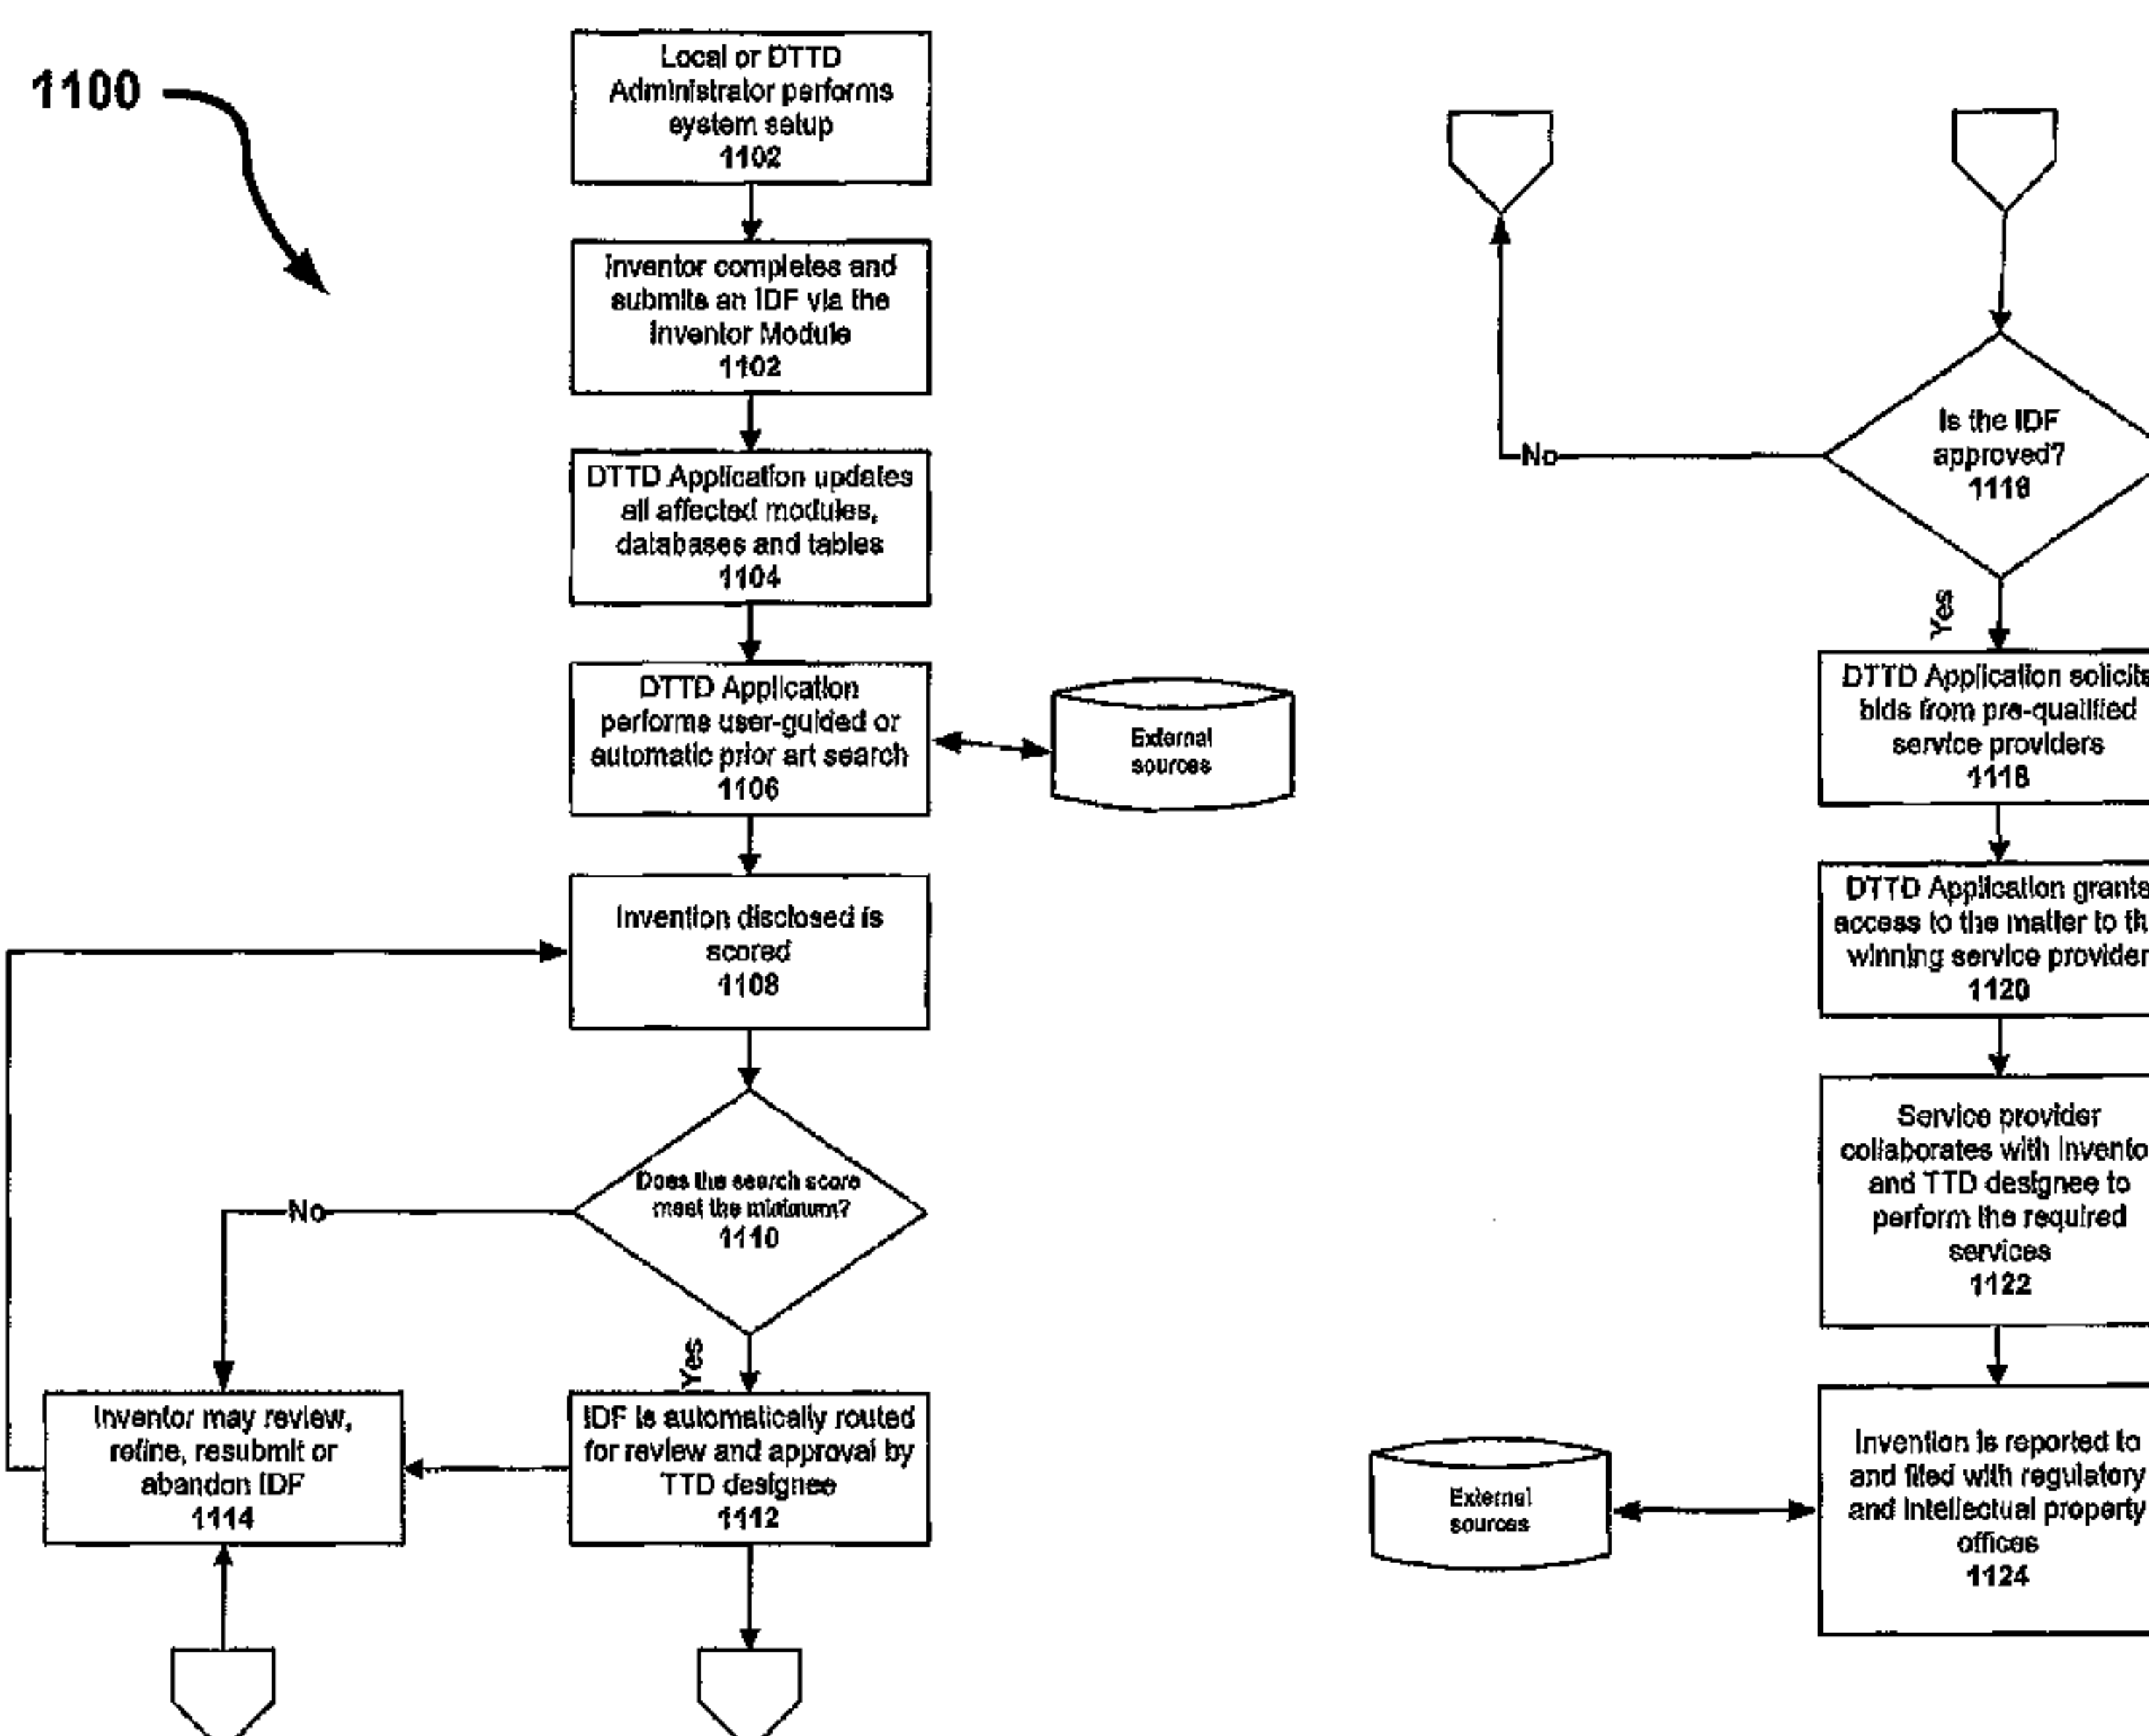 1100
Local or DTTD
Administrator performs
system setup
1102
Inventor completes and
submits an IDF via the
Inventor Module
1102
DTTD Application updates
all affected modules,
databases and tables
1104
DTTD Application
performs user-guided or
automatic prior art search
1106
External
sources
Invention disclosed is
scored
1108
Does the search score
meet the minimum?
1110
No
Yes
Inventor may review,
refine, resubmit or
abandon IDF
1114
IDF is automatically routed
for review and approval by
TTD designee
1112
Is the IDF
approved?
1116
No
Yes
DTTD Application solicits
bids from pre-qualified
service providers
1118
DTTD Application grants
access to the matter to th
winning service provider
1120
Service provider
collaborates with Invento
and TTD designee to
perform the required
services
1122
Invention is reported to
and filed with regulatory
and intellectual property
offices
1124
External
sources